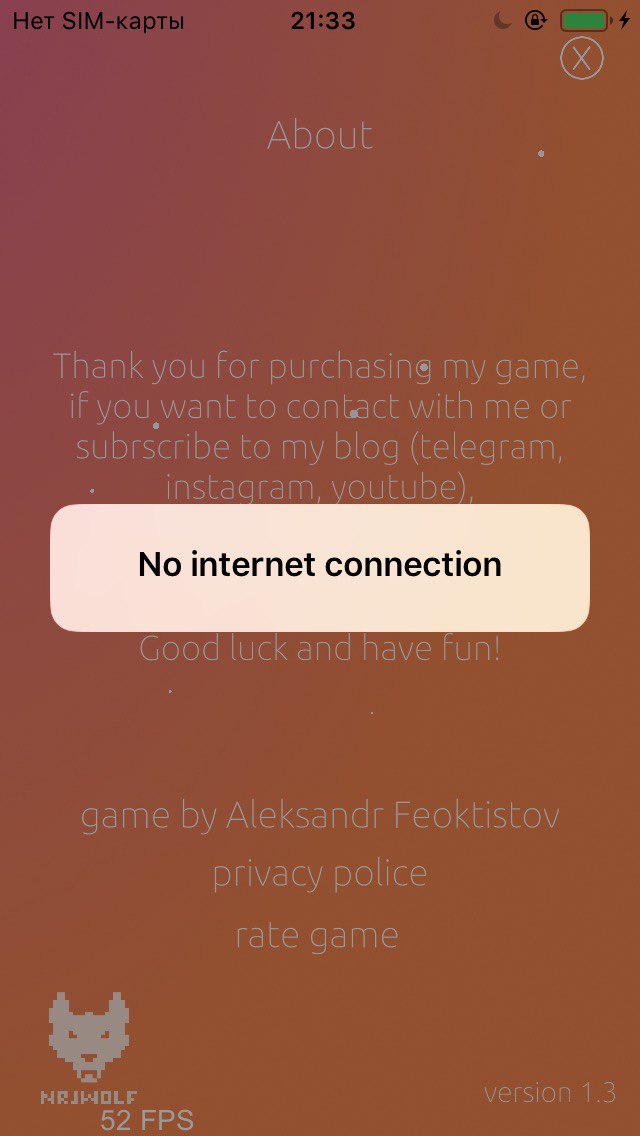 Нет SIM-карты 21:33
X
About
Thank you for purchasing my game,
if you want to contact with me or
subrscribe to my blog (telegram,
instagram, youtube),
No internet connection
Good luck and have fun!
game by Aleksandr Feoktistov
privacy police
rate game
MRJWOLF
version 1.3
52 FPS